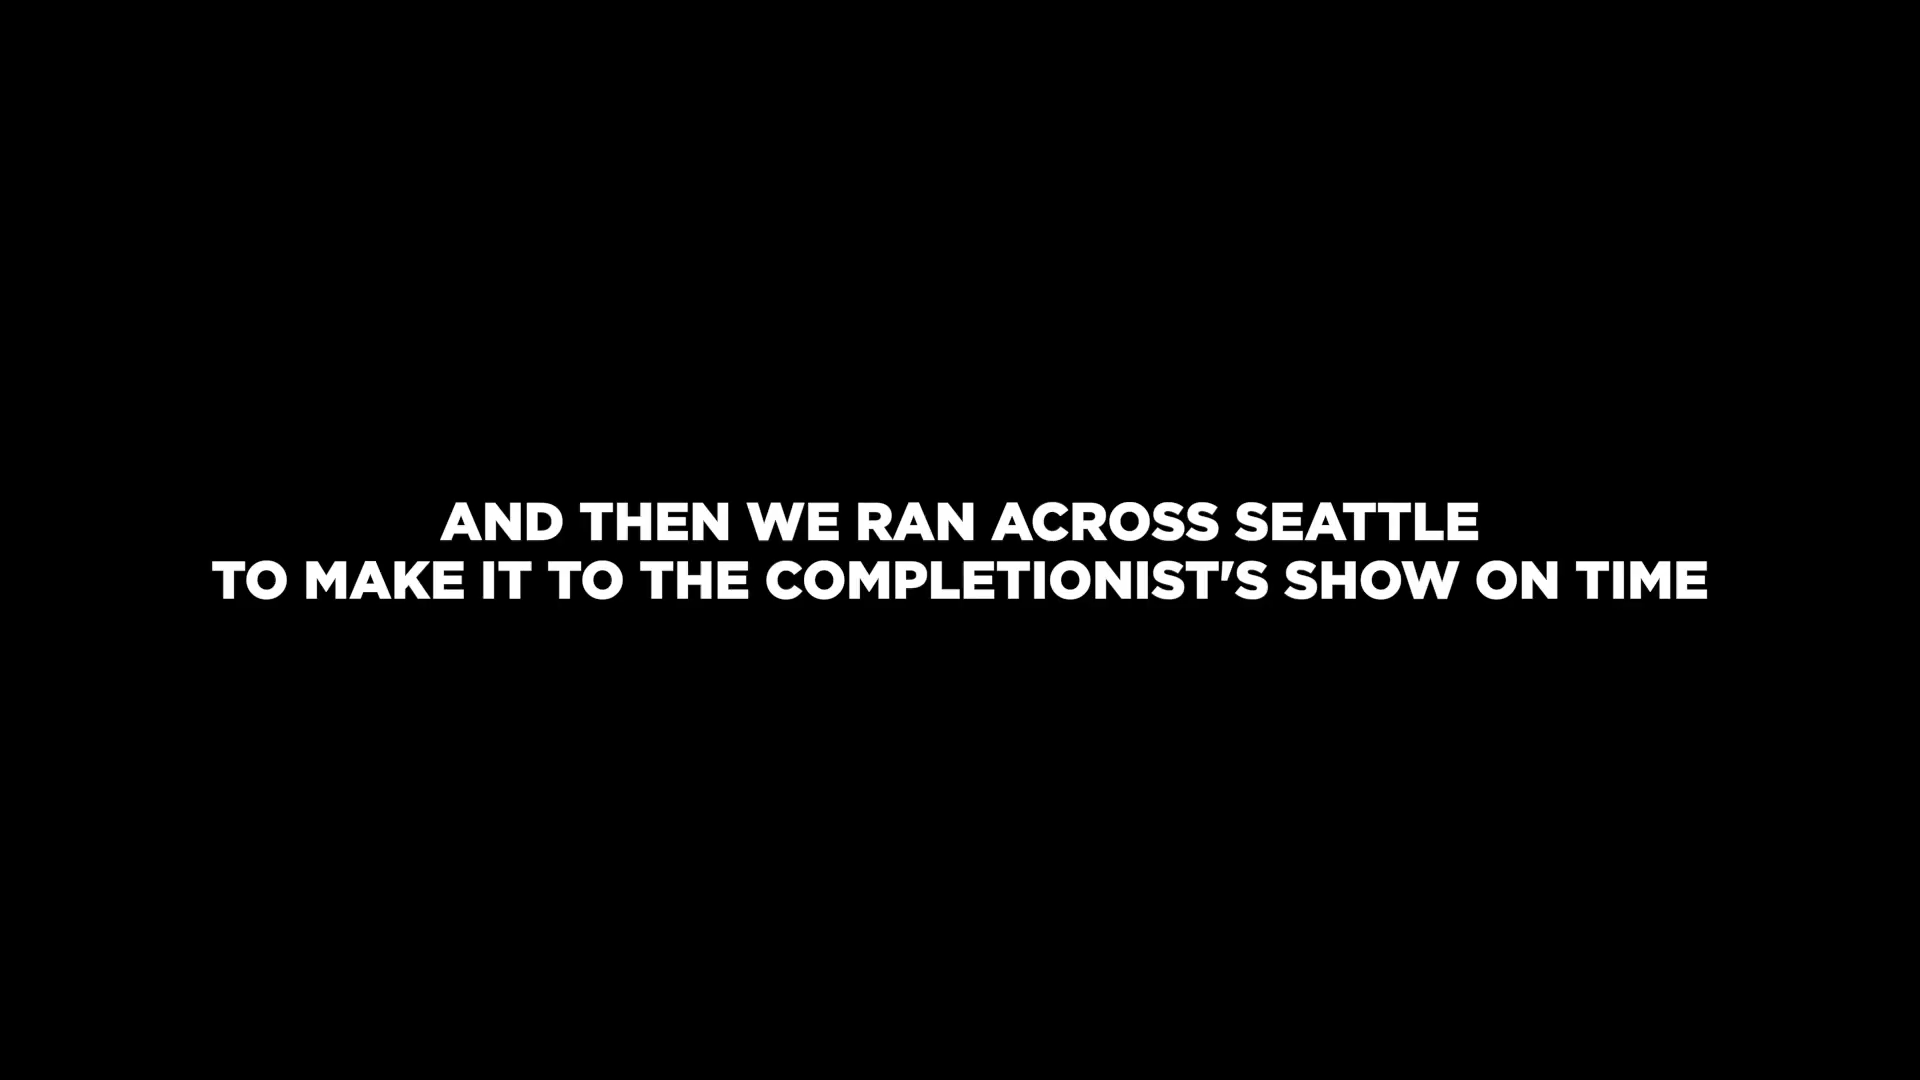 AND THEN WE RAN ACROSS SEATTLE
TO MAKE IT TO THE COMPLETIONIST'S SHOW ON TIME